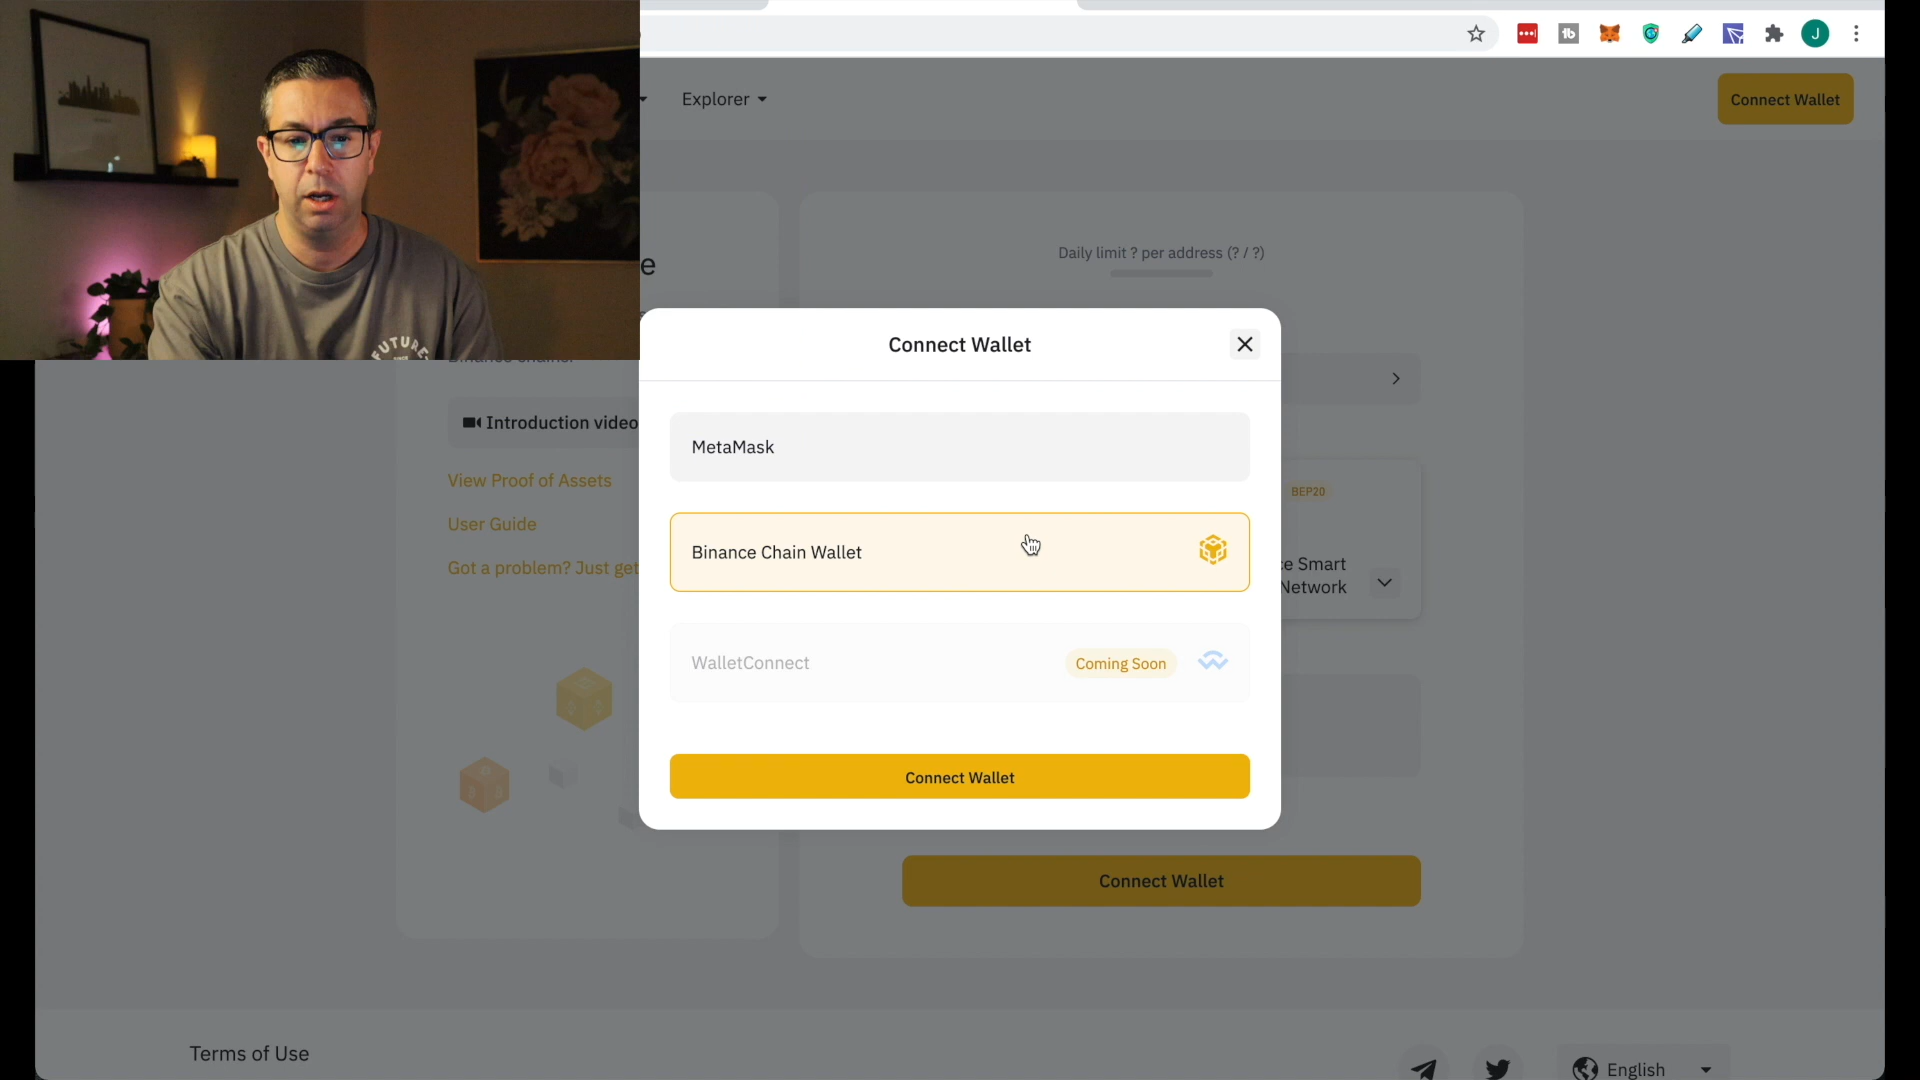 Explorer
Connect Wallet
e
Daily limit ? per address (? / ?)
FUTURE
Connect Wallet
Introduction video
MetaMask
View Proof of Assets
BEP20
User Guide
Binance Chain Wallet
Got a problem? Just get
e Smart
Network
WalletConnect
Coming Soon
Connect Wallet
Connect Wallet
Terms of Use
English
J